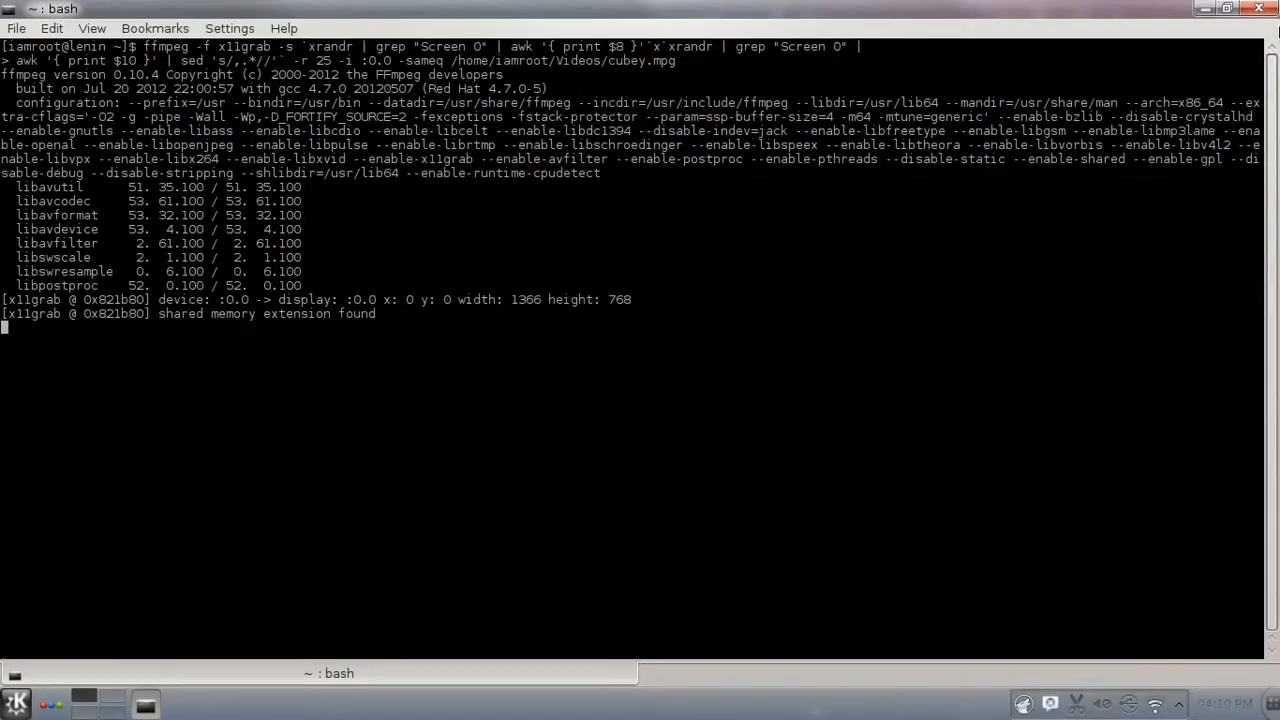 ~ : bash
File Edit View Bookmarks Settings Help
[iamroot@lenin ~]$ ffmpeg -f x11grab -s `xrandr | grep "Screen 0" | awk '{ print $8 }'`x`xrandr | grep "Screen 0" |
> awk '{ print $10 }' | sed 's/,.*//'` -r 25 -i :0.0 -sameq /home/iamroot/Videos/cubey.mpg
ffmpeg version 0.10.4 Copyright (c) 2000-2012 the FFmpeg developers
built on Jul 20 2012 22:00:57 with gcc 4.7.0 20120507 (Red Hat 4.7.0-5)
configuration: --prefix=/usr --bindir=/usr/bin --datadir=/usr/share/ffmpeg --incdir=/usr/include/ffmpeg --libdir=/usr/lib64 --mandir=/usr/share/man --arch=x86_64 --ex
tra-cflags='-O2 -g -pipe -Wall -Wp,-D_FORTIFY_SOURCE=2 -fexceptions -fstack-protector --param=ssp-buffer-size=4 -m64 -mtune=generic' --enable-bzlib --disable-crystalhd
--enable-gnutls --enable-libass --enable-libcdio --enable-libcelt --enable-libdc1394 --disable-indev=jack --enable-libfreetype --enable-libgsm --enable-libmp3lame --ena
ble-openal --enable-libopenjpeg --enable-libpulse --enable-librtmp --enable-libschroedinger --enable-libspeex --enable-libtheora --enable-libvorbis --enable-libv4l2 --e
nable-libvpx --enable-libx264 --enable-libxvid --enable-x11grab --enable-avfilter --enable-postproc --enable-pthreads --disable-static --enable-shared --enable-gpl --di
sable-debug --disable-stripping --shlibdir=/usr/lib64 --enable-runtime-cpudetect
libavutil 51. 35.100 / 51. 35.100
libavcodec 53. 61.100 / 53. 61.100
libavformat 53. 32.100 / 53. 32.100
libavdevice 53. 4.100 / 53. 4.100
libavfilter 2. 61.100 / 2. 61.100
libswscale 2. 1.100 / 2. 1.100
libswresample 0. 6.100 / 0. 6.100
libpostproc 52. 0.100 / 52. 0.100
[x11grab @ 0x821b80] device: :0.0 -> display: :0.0 x: 0 y: 0 width: 1366 height: 768
[x11grab @ 0x821b80] shared memory extension found
~ : bash
04:10 PM